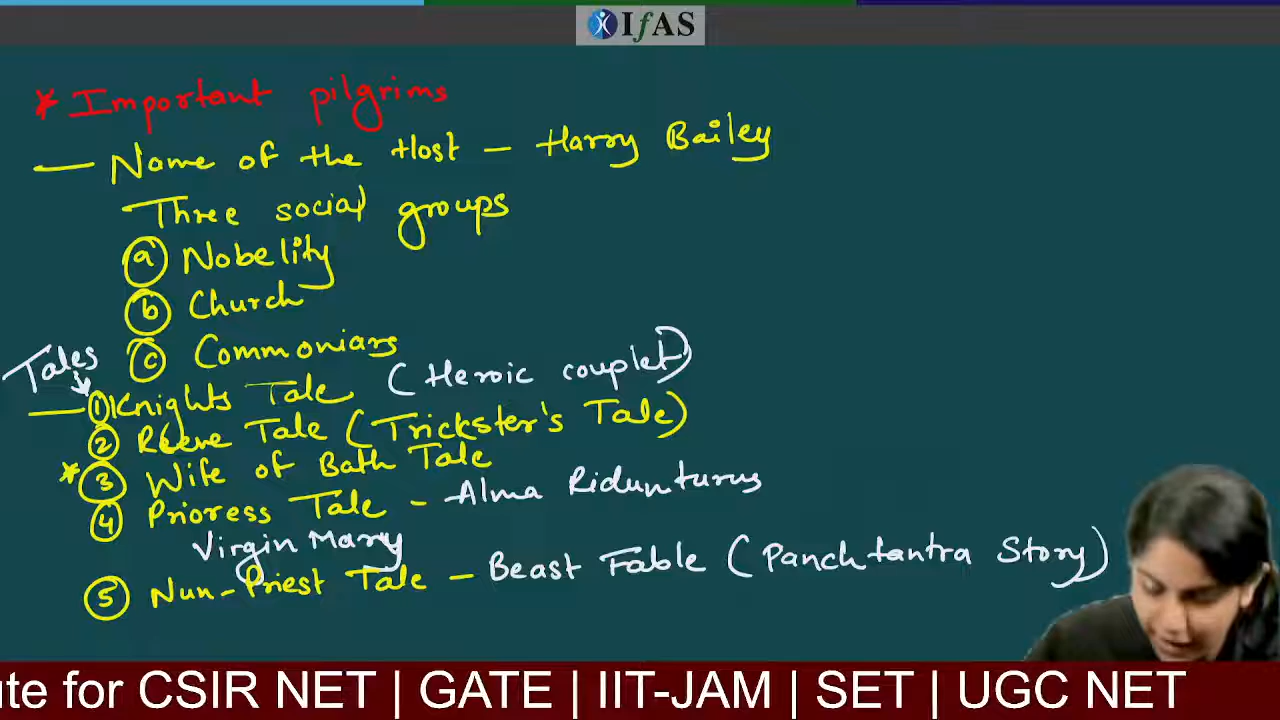 IfAS
* Important pilgrims
— Name of the Host - Harry Bailey
Three social groups
(a) Nobelity
(b) Church
(c) Commonians
Tales
— (1) Knights Tale (Heroic couplet)
(2) Reeve Tale (Trickster's Tale)
* (3) Wife of Bath Tale
(4) Prioress Tale - Alma Ridunturus
Virgin Mary
(5) Nun-Priest Tale - Beast Fable (Panchtantra Story)
ute for CSIR NET | GATE | IIT-JAM | SET | UGC NET